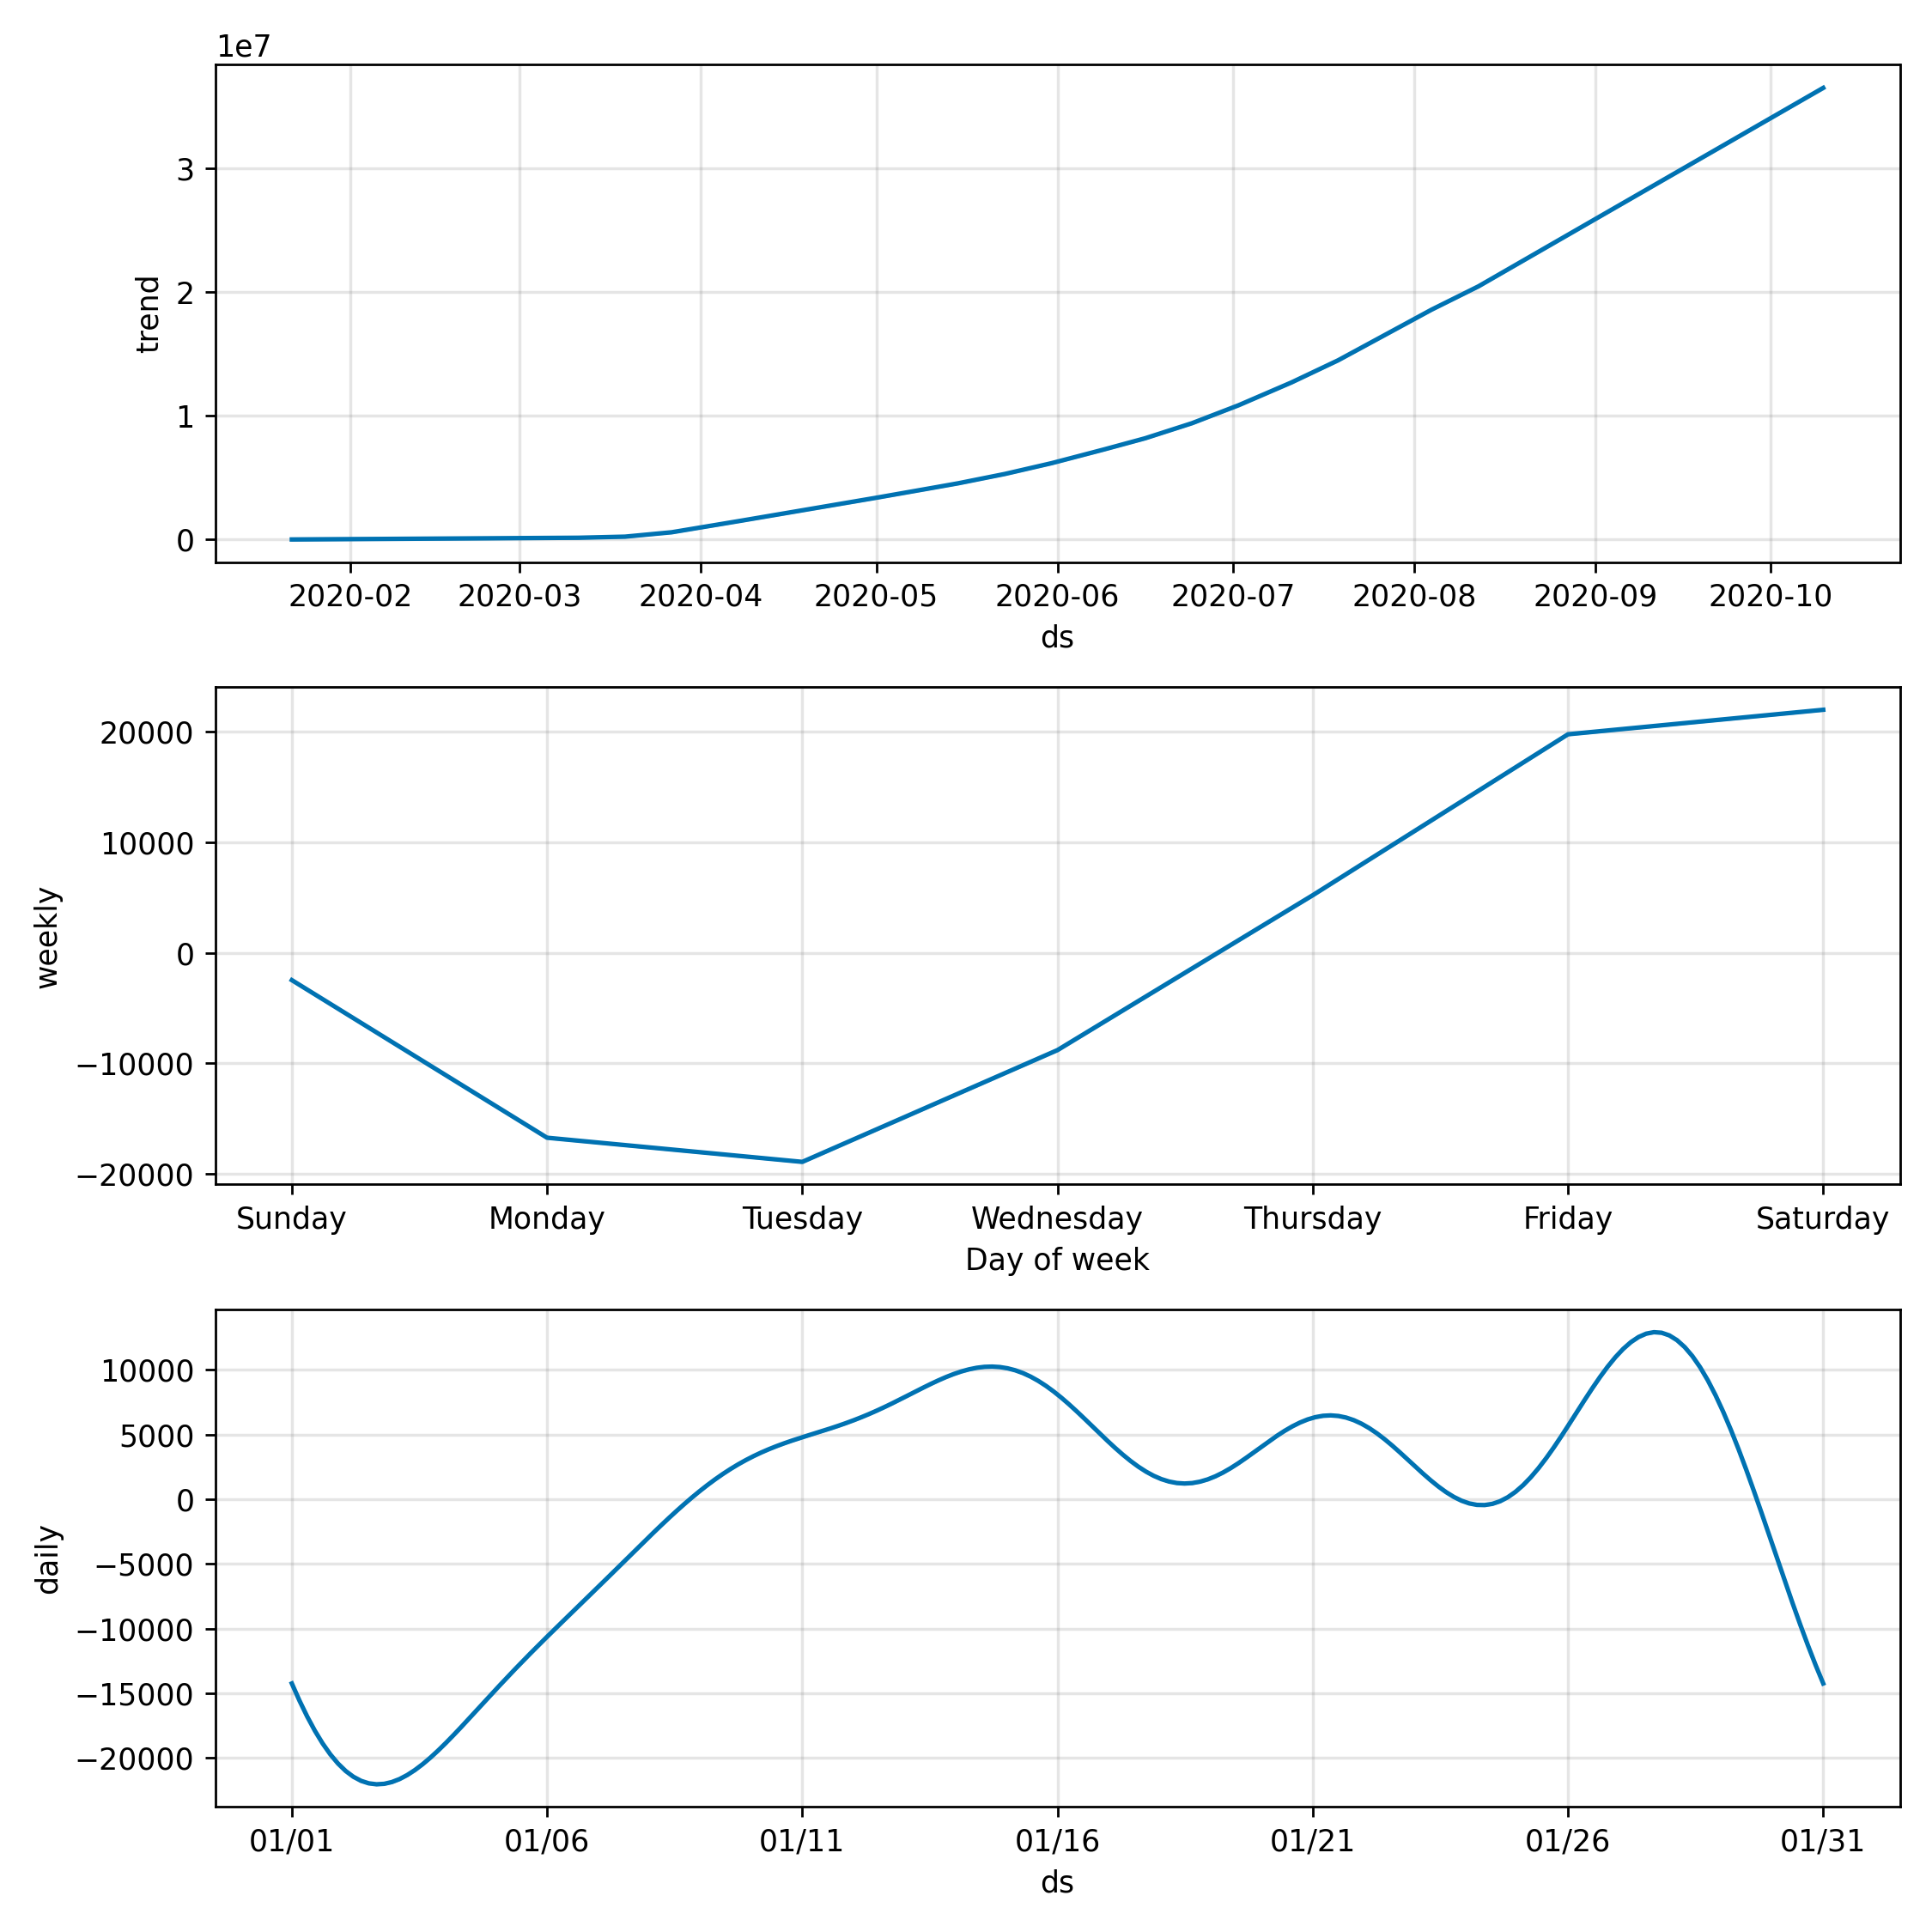 1e7
3
2
1
0
trend
2020-02 2020-03 2020-04 2020-05 2020-06 2020-07 2020-08 2020-09 2020-10
ds
20000
10000
0
−10000
−20000
weekly
Sunday Monday Tuesday Wednesday Thursday Friday Saturday
Day of week
10000
5000
0
−5000
−10000
−15000
−20000
daily
01/01 01/06 01/11 01/16 01/21 01/26 01/31
ds